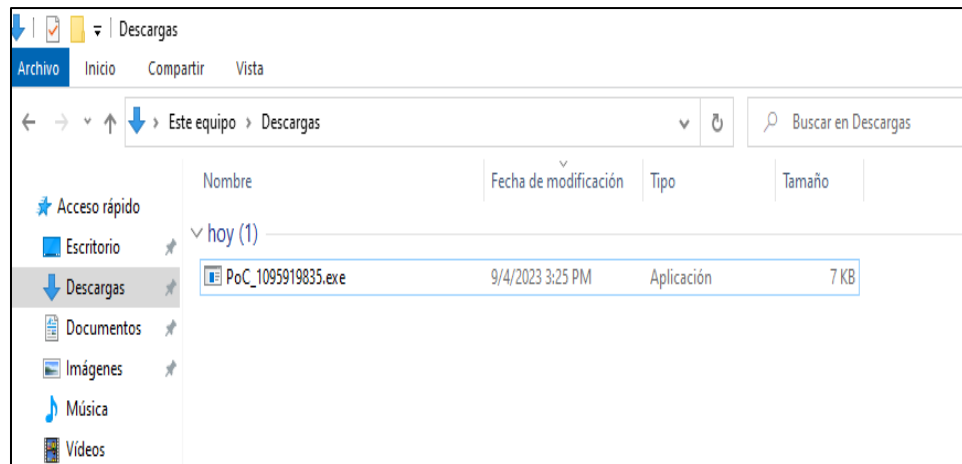 Descargas
Archivo Inicio Compartir Vista
Este equipo Descargas Buscar en Descargas
Nombre Fecha de modificación Tipo Tamaño
Acceso rápido
hoy (1)
Escritorio
PoC_1095919835.exe 9/4/2023 3:25 PM Aplicación 7 KB
Descargas
Documentos
Imágenes
Música
Vídeos